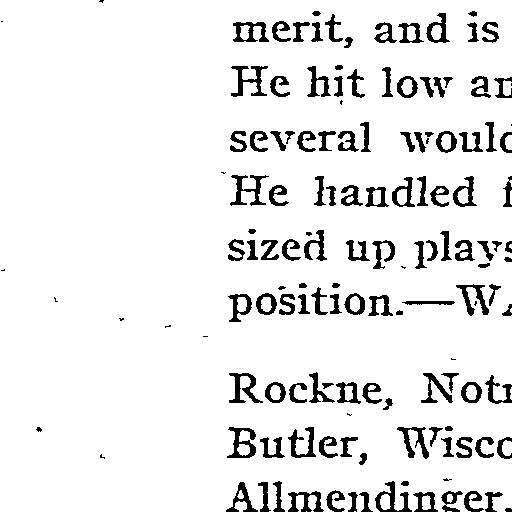 merit, and is
He hit low an
several would
He handled f
sized up plays
position.—WA
Rockne, Notr
Butler, Wisco
Allmendinger,